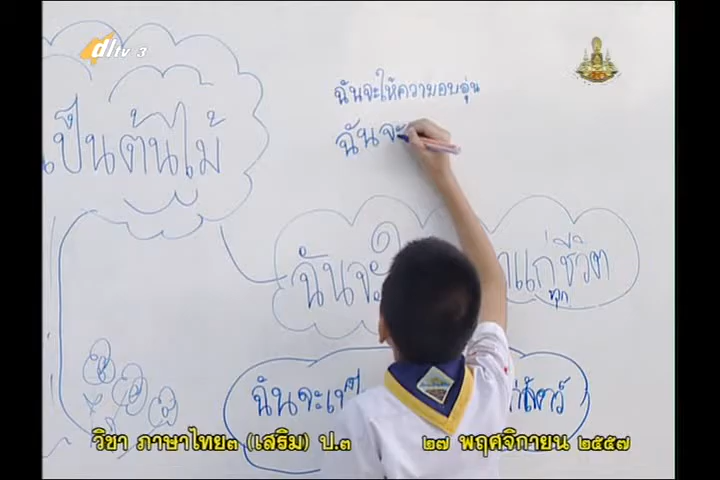 dltv 3
ฉันจะให้ความอบอุ่น
ฉันจะ
เป็นต้นไม้
ฉันจะใ
แก่ชีวิต
ทุก
ฉันจะเป็
สัตว์
วิชา ภาษาไทย๓ (เสริม) ป.๓ ๒๗ พฤศจิกายน ๒๕๕๗